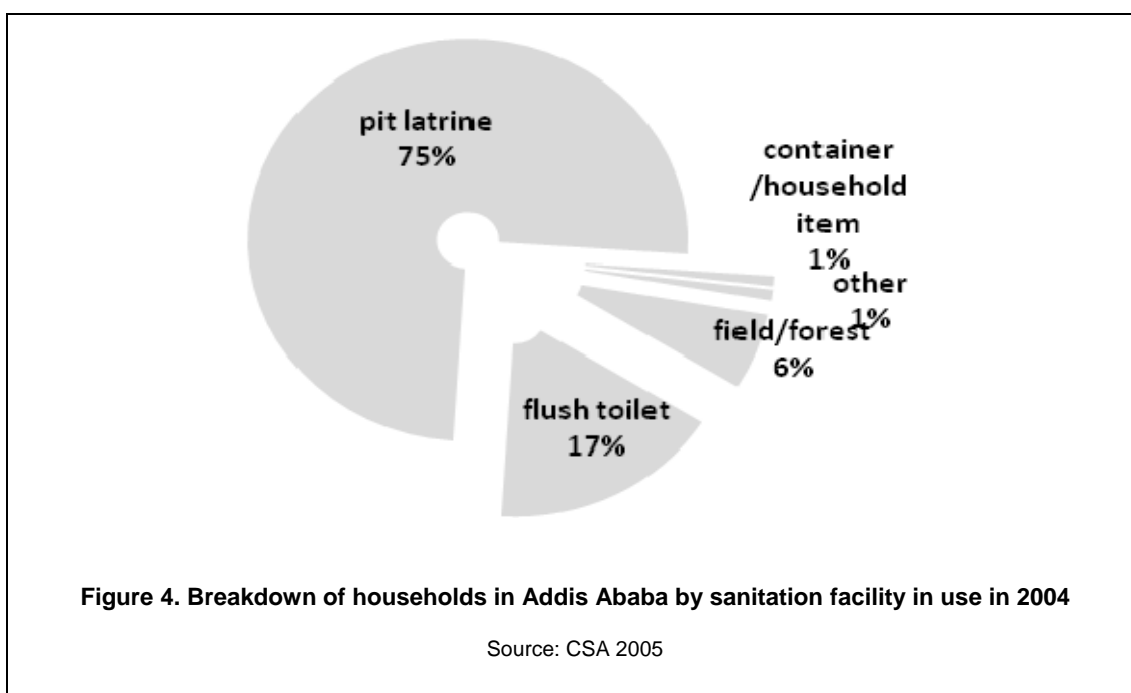 pit latrine
75%
container
/household
item
1%
other
1%
field/forest
6%
flush toilet
17%
Figure 4. Breakdown of households in Addis Ababa by sanitation facility in use in 2004
Source: CSA 2005